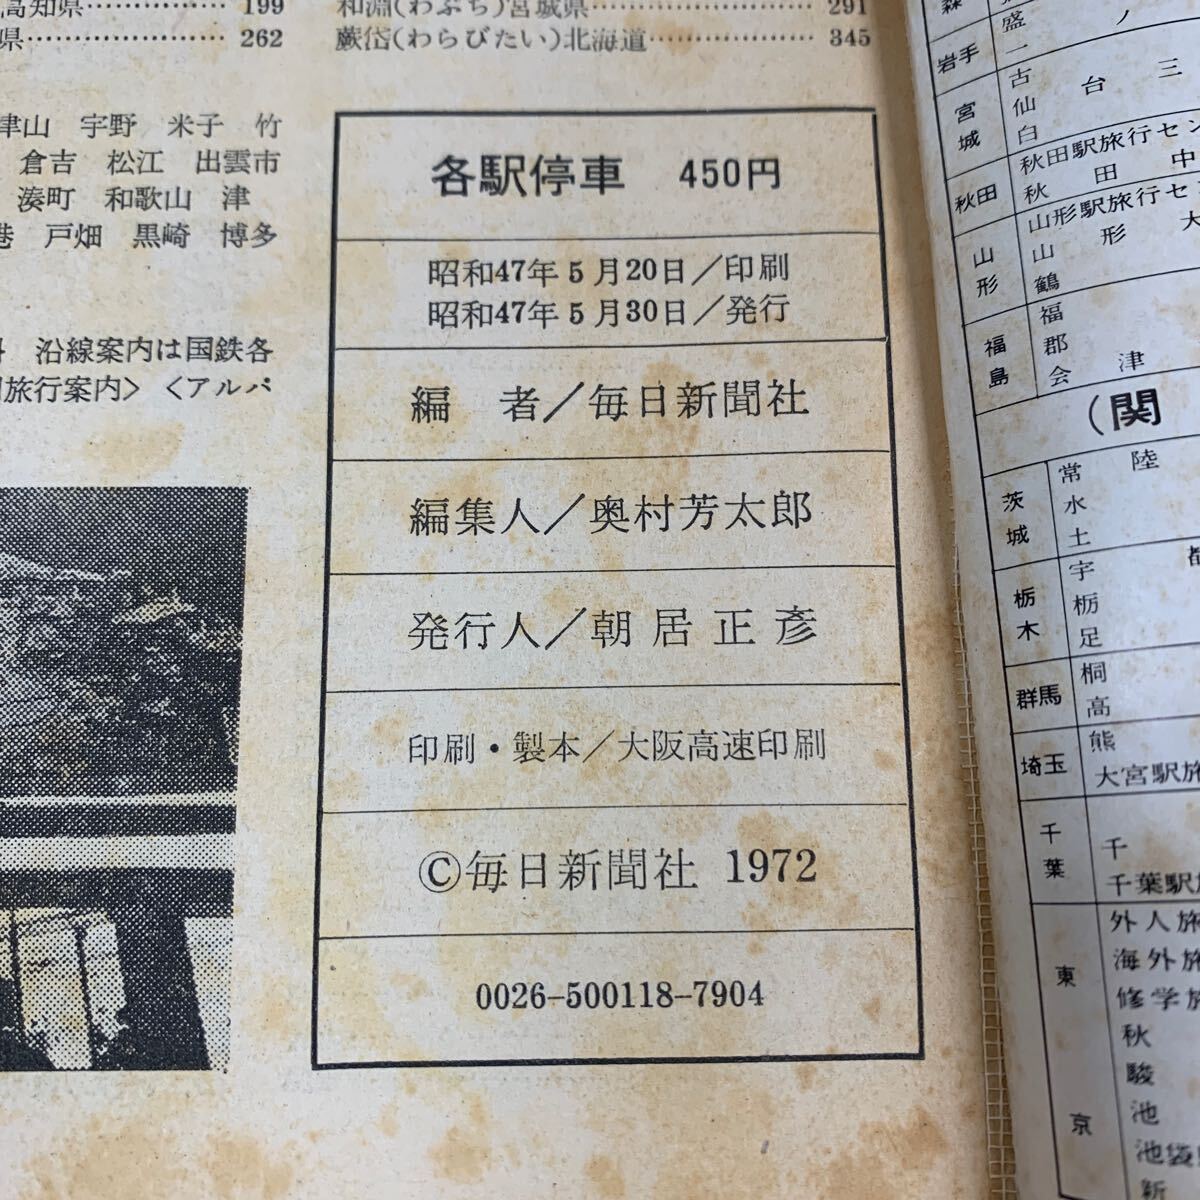 高知県 199
県 262
和淵(わぶち)宮城県 291
蕨岱(わらびたい)北海道 345
津山 宇野 米子 竹
倉吉 松江 出雲市
湊町 和歌山 津
港 戸畑 黒崎 博多
沿線案内は国鉄各
旅行案内〉〈アルバ
各駅停車 450円
昭和47年5月20日/印刷
昭和47年5月30日/発行
編 者/毎日新聞社
編集人/奥村芳太郎
発行人/朝居正彦
印刷・製本/大阪高速印刷
©毎日新聞社 1972
0026-500118-7904
森
岩手
盛
一ノ
宮城
古
仙台三
白
秋田
秋田駅旅行セン
秋田中
山形
山形駅旅行セ
山形大
鶴
福島
福
郡
会津
(関
茨城
常陸
水
土
栃木
宇都
栃
足
群馬
桐
高
埼玉
熊
大宮駅旅
千葉
千
千葉駅旅
東京
外人旅
海外旅
修学旅
秋
駿
池
池袋
新